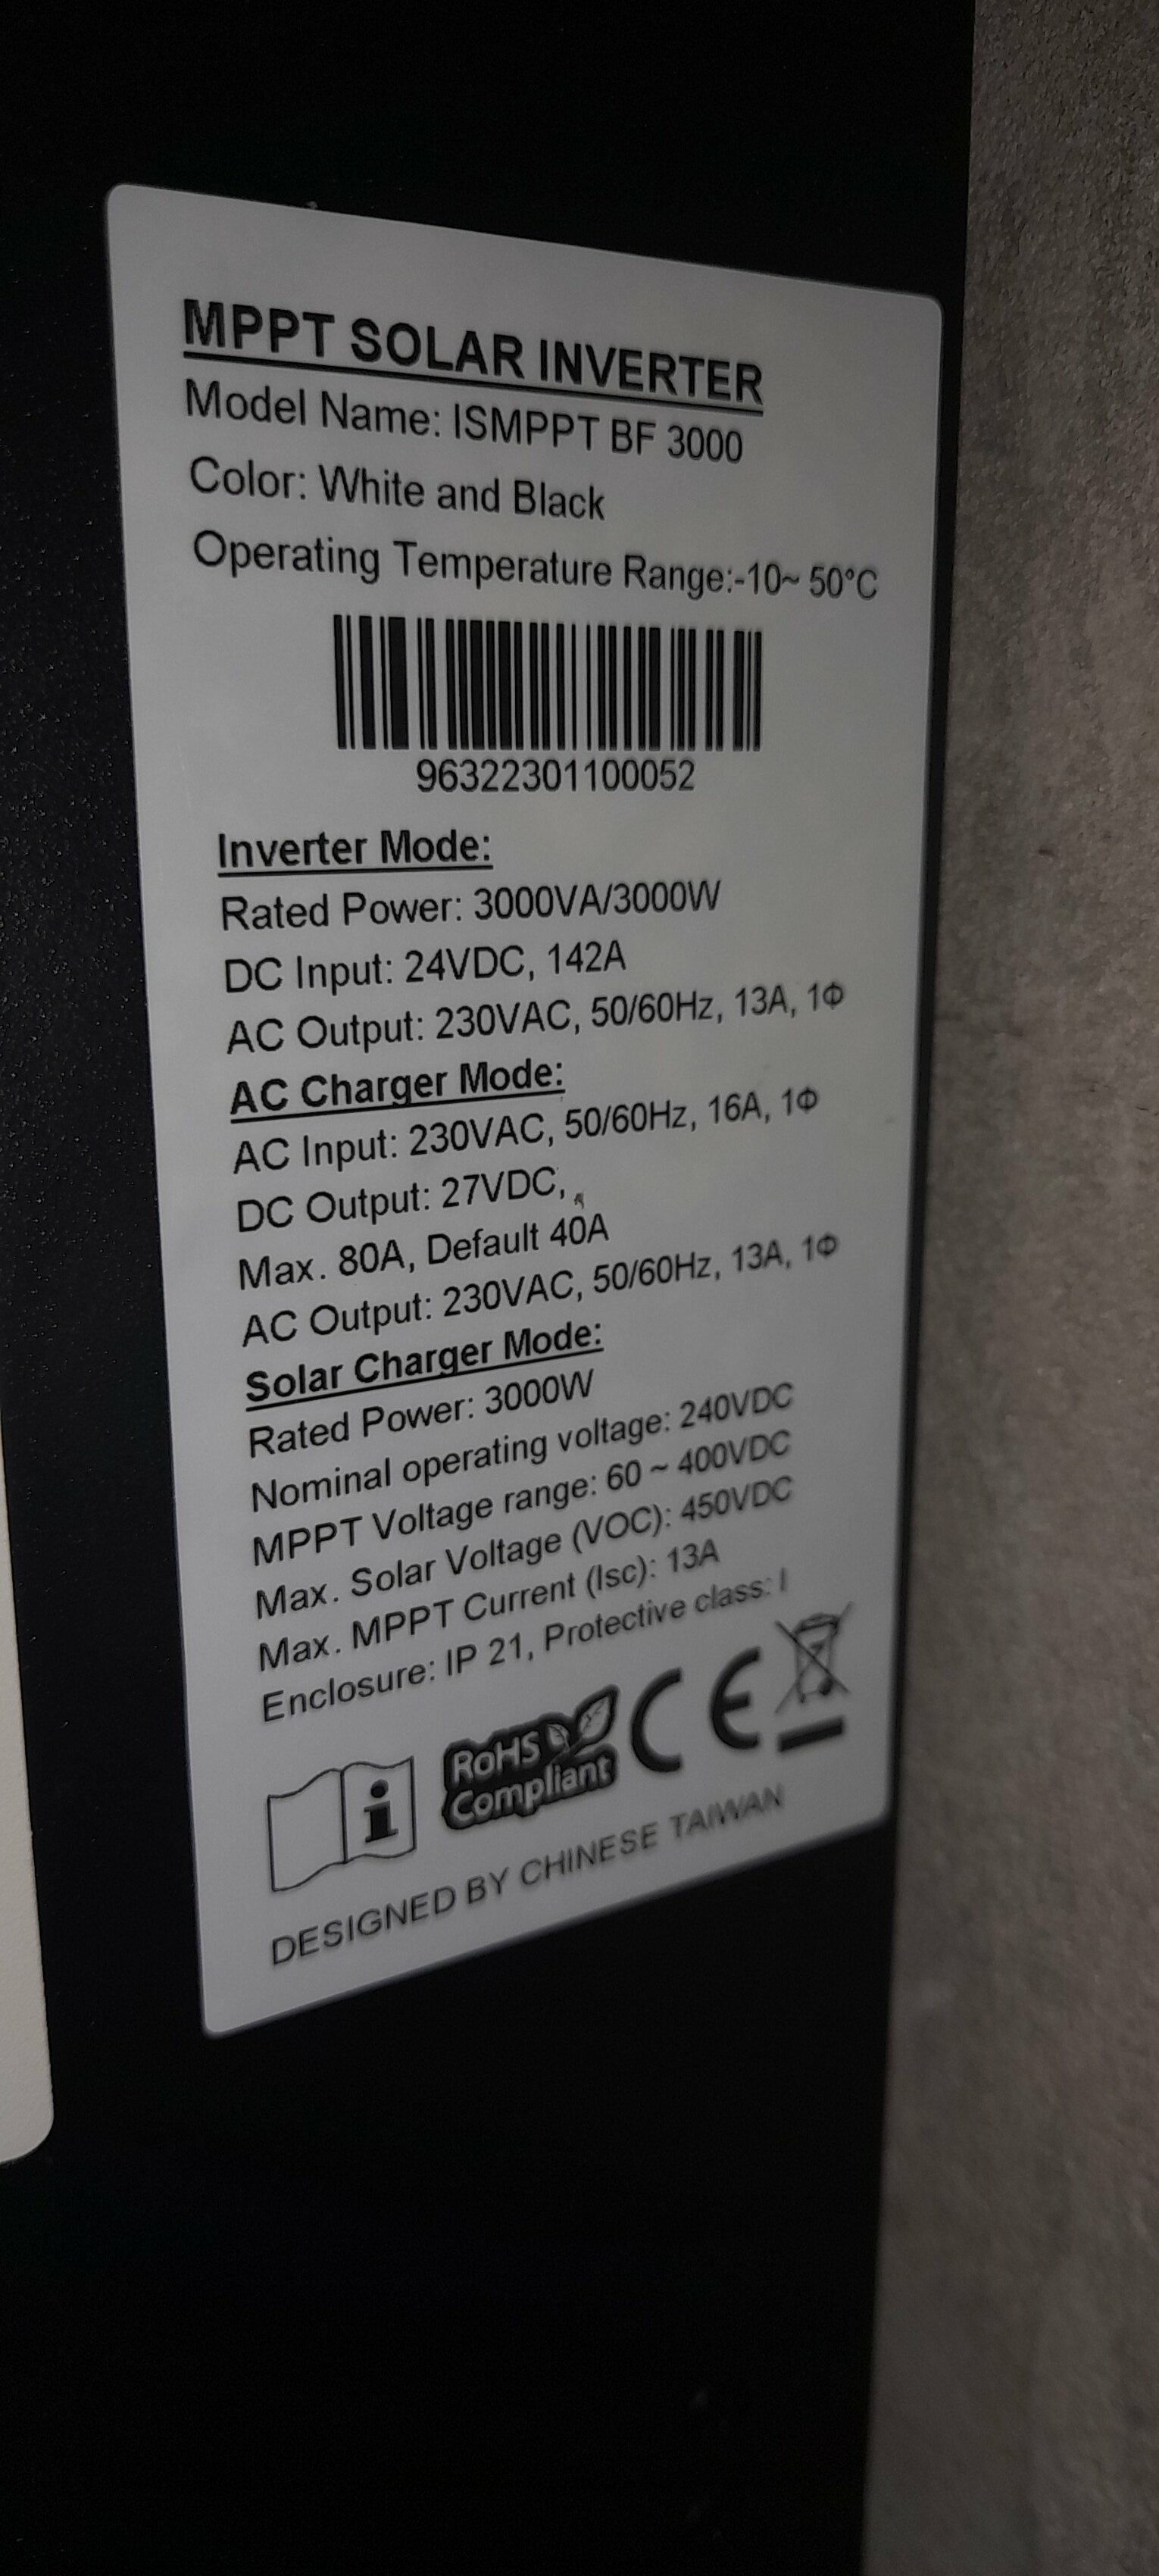 MPPT SOLAR INVERTER
Model Name: ISMPPT BF 3000
Color: White and Black
Operating Temperature Range:-10~ 50°C
96322301100052
Inverter Mode:
Rated Power: 3000VA/3000W
DC Input: 24VDC, 142A
AC Output: 230VAC, 50/60Hz, 13A, 1Φ
AC Charger Mode:
AC Input: 230VAC, 50/60Hz, 16A, 1Φ
DC Output: 27VDC,
Max. 80A, Default 40A
AC Output: 230VAC, 50/60Hz, 13A, 1Φ
Solar Charger Mode:
Rated Power: 3000W
Nominal operating voltage: 240VDC
MPPT Voltage range: 60 ~ 400VDC
Max. Solar Voltage (VOC): 450VDC
Max. MPPT Current (Isc): 13A
Enclosure: IP 21, Protective class: I
i
RoHS
Compliant
CE
DESIGNED BY CHINESE TAIWAN